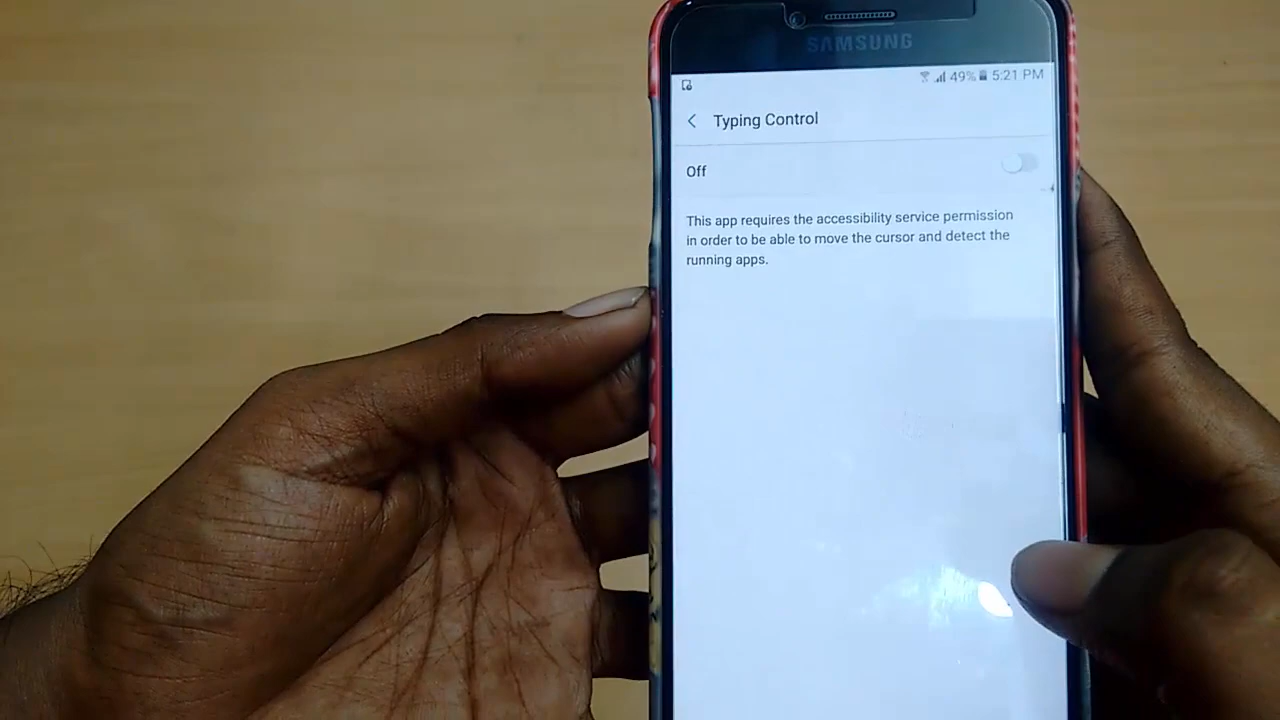 SAMSUNG
49% 5:21 PM
Typing Control
Off
This app requires the accessibility service permission
in order to be able to move the cursor and detect the
running apps.